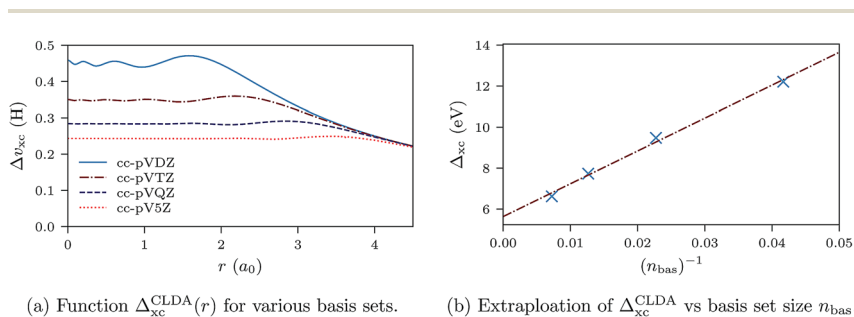 0.5
0.4
0.3
0.2
0.1
0.0
Δv_xc (H)
cc-pVDZ
cc-pVTZ
cc-pVQZ
cc-pV5Z
0 1 2 3 4
r (a₀)
14
12
10
8
6
Δ_xc (eV)
0.00 0.01 0.02 0.03 0.04 0.05
(n_bas)⁻¹
(a) Function Δ_xc^CLDA(r) for various basis sets.
(b) Extraploation of Δ_xc^CLDA vs basis set size n_bas